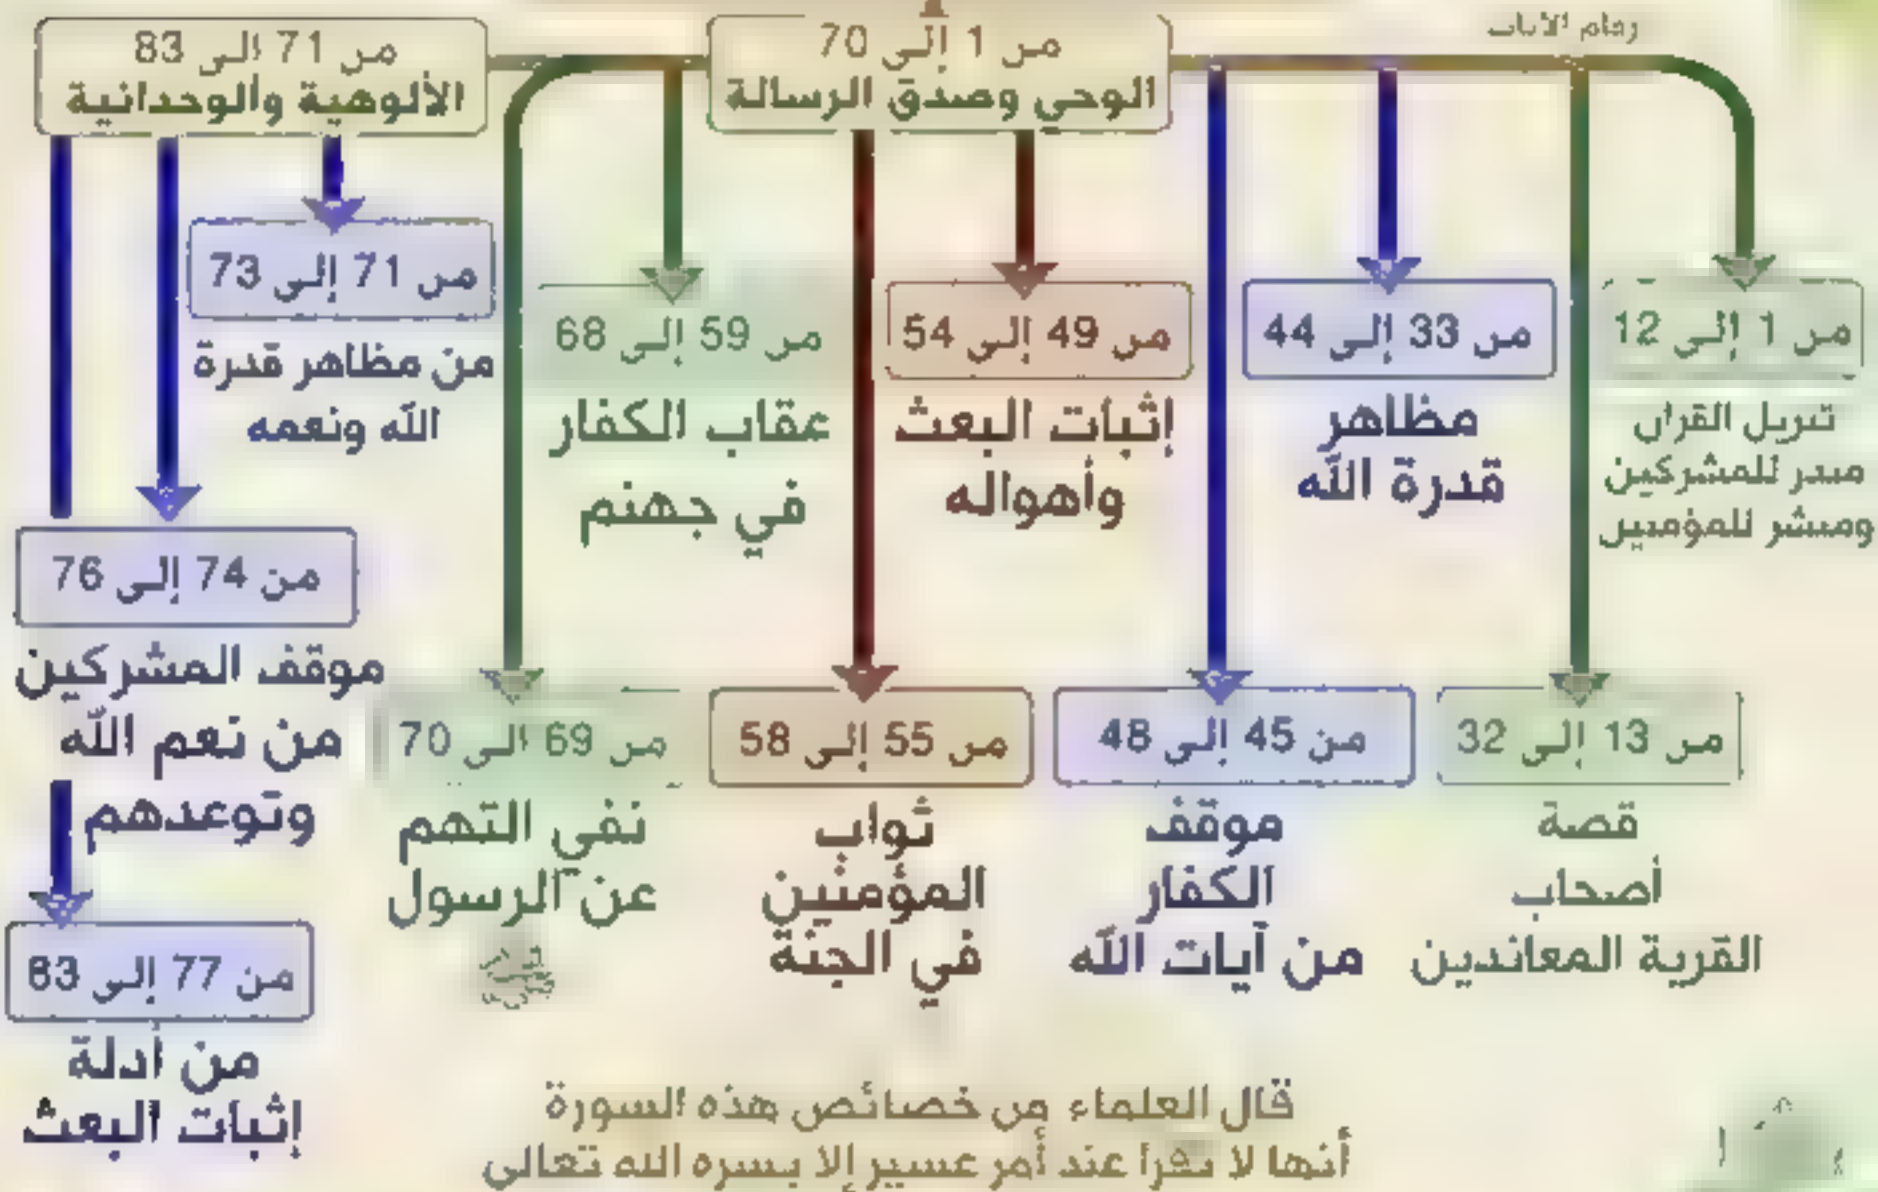 من 1 إلى 70
الوحي وصدق الرسالة
من 1 إلى 12
تنزيل القرآن
منذر للمشركين
ومبشر للمؤمنين
من 13 إلى 32
قصة
أصحاب
القرية المعاندين
من 33 إلى 44
مظاهر
قدرة الله
من 45 إلى 48
موقف
الكفار
من آيات الله
من 49 إلى 54
إثبات البعث
وأهواله
من 55 إلى 58
ثواب
المؤمنين
في الجنة
من 59 إلى 68
عقاب الكفار
في جهنم
من 69 إلى 70
نفي التهم
عن الرسول
ﷺ
من 71 إلى 83
الألوهية والوحدانية
من 71 إلى 73
من مظاهر قدرة
الله ونعمه
من 74 إلى 76
موقف المشركين
من نعم الله
وتوعدهم
من 77 إلى 83
من أدلة
إثبات البعث
قال العلماء من خصائص هذه السورة
أنها لا تقرأ عند أمر عسير إلا يسره الله تعالى